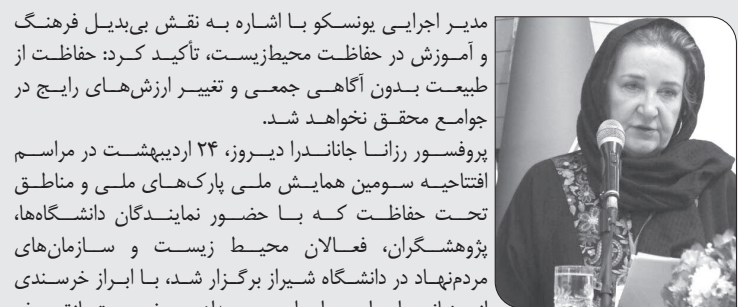 مدیر اجرایی یونسکو با اشاره به نقش بی‌بدیل فرهنگ
و آموزش در حفاظت محیط‌زیست، تأکید کرد: حفاظت از
طبیعت بدون آگاهی جمعی و تغییر ارزش‌های رایج در
جوامع محقق نخواهد شد.
پروفسور رزانا جاناندرا دیروز، ۲۴ اردیبهشت در مراسم
افتتاحیه سومین همایش ملی پارک‌های ملی و مناطق
تحت حفاظت که با حضور نمایندگان دانشگاه‌ها،
پژوهشگران، فعالان محیط زیست و سازمان‌های
مردم‌نهاد در دانشگاه شیراز برگزار شد، با ابراز خرسندی